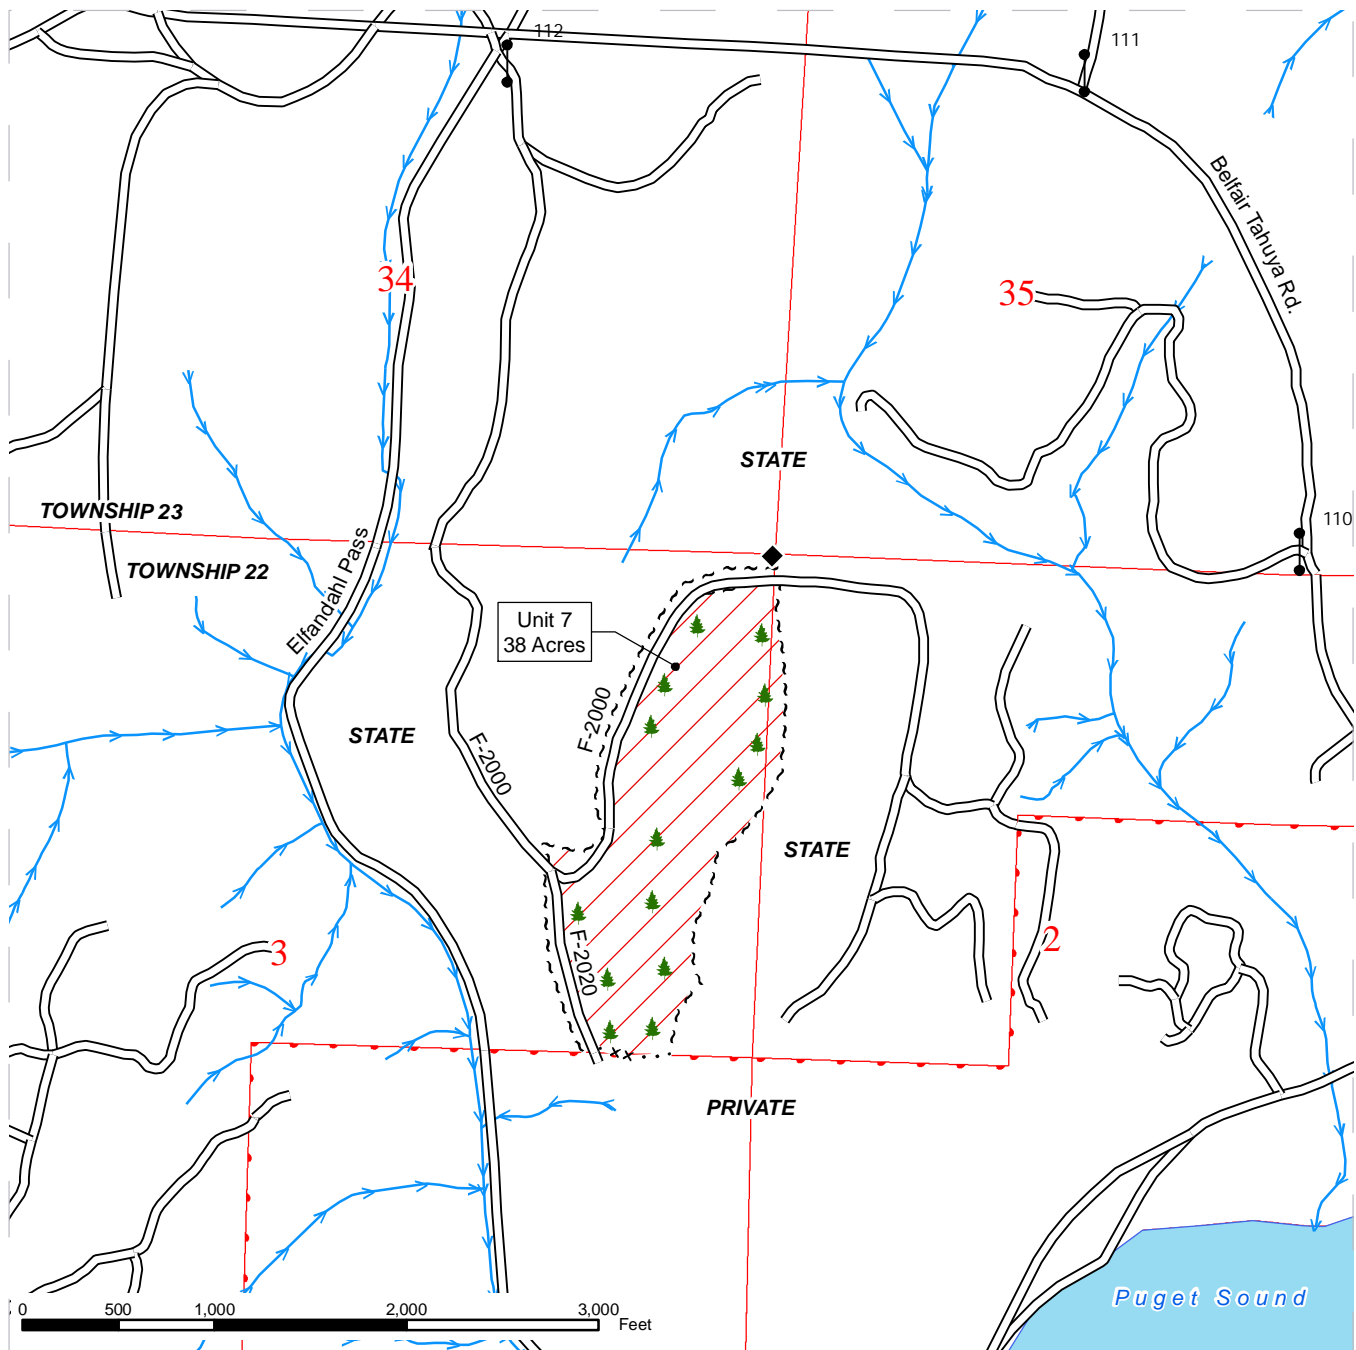 112
111
Belfair Tahuya Rd.
34
35
STATE
TOWNSHIP 23
110
TOWNSHIP 22
Elfandahl Pass
Unit 7
38 Acres
F-2000
STATE
F-2000
STATE
F-2020
3
2
PRIVATE
Puget Sound
0 500 1,000 2,000 3,000
Feet